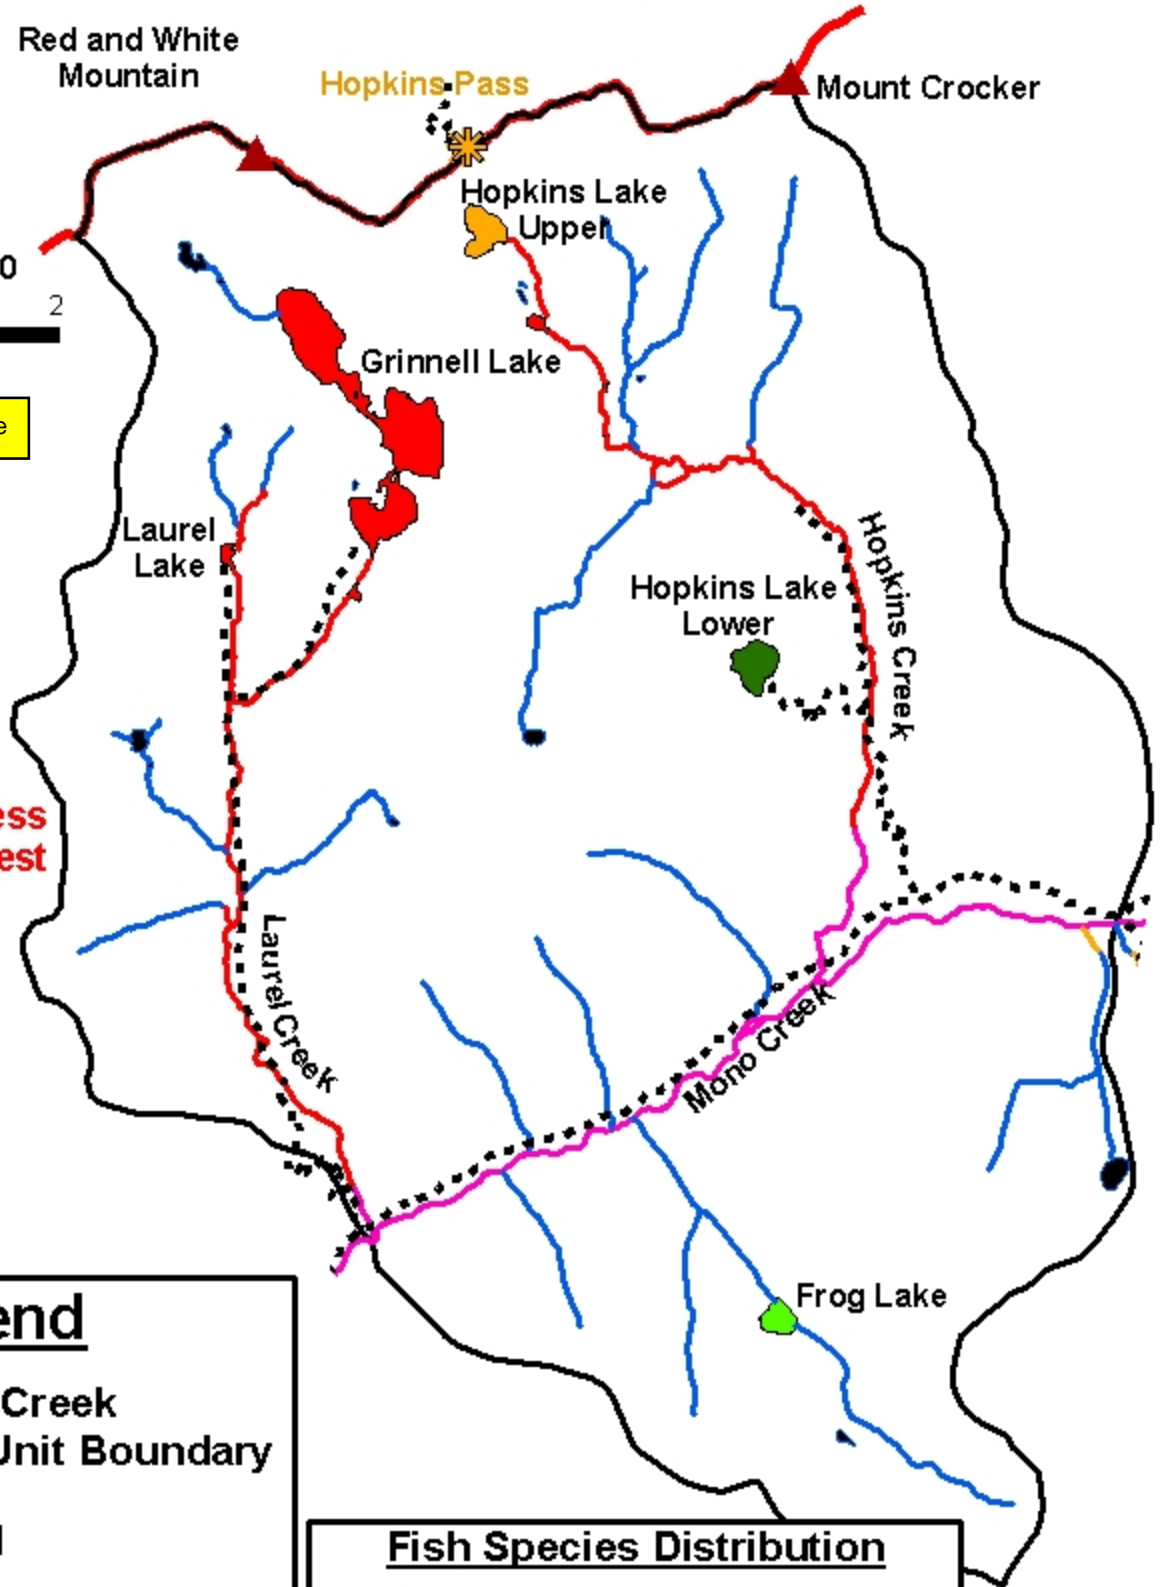 Red and White
Mountain
Hopkins Pass
Mount Crocker
Hopkins Lake
Upper
0
2
Grinnell Lake
e
Laurel
Lake
Hopkins Lake
Lower
Hopkins Creek
ess
est
Laurel Creek
Mono Creek
Frog Lake
end
Creek
Unit Boundary
Fish Species Distribution